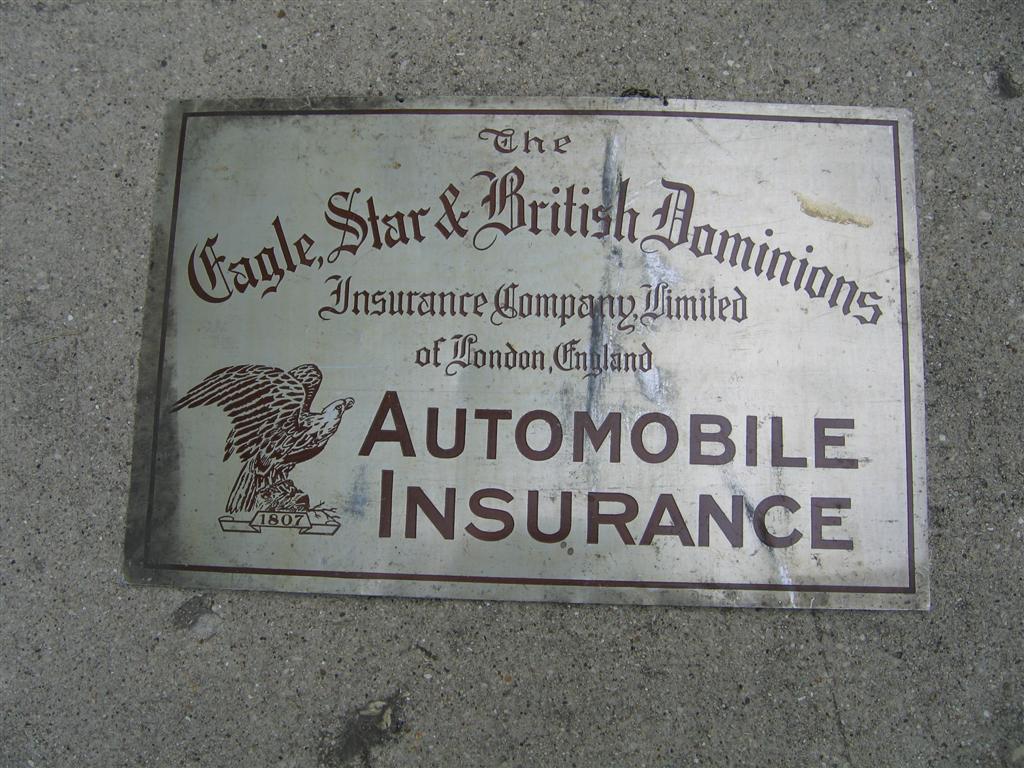 The
Eagle, Star & British Dominions
Insurance Company, Limited
of London, England
AUTOMOBILE
INSURANCE
1807